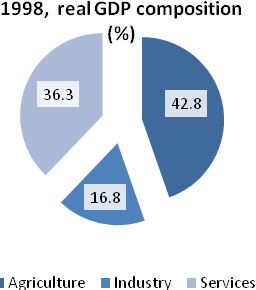 1998, real GDP composition
(%)
36.3
42.8
16.8
Agriculture Industry Services